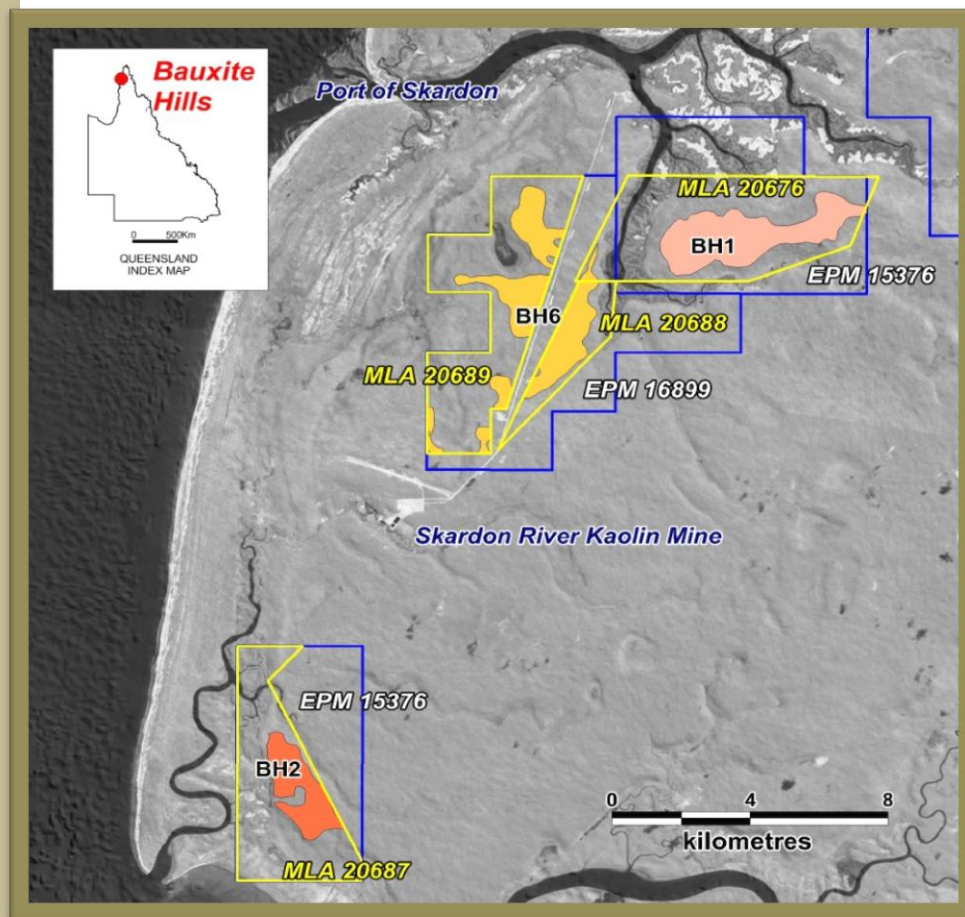 Bauxite
Hills
0 500Km
QUEENSLAND
INDEX MAP
Port of Skardon
MLA 20676
BH1
EPM 15376
BH6
MLA 20688
MLA 20689
EPM 16899
Skardon River Kaolin Mine
EPM 15376
BH2
MLA 20687
0 4 8
kilometres